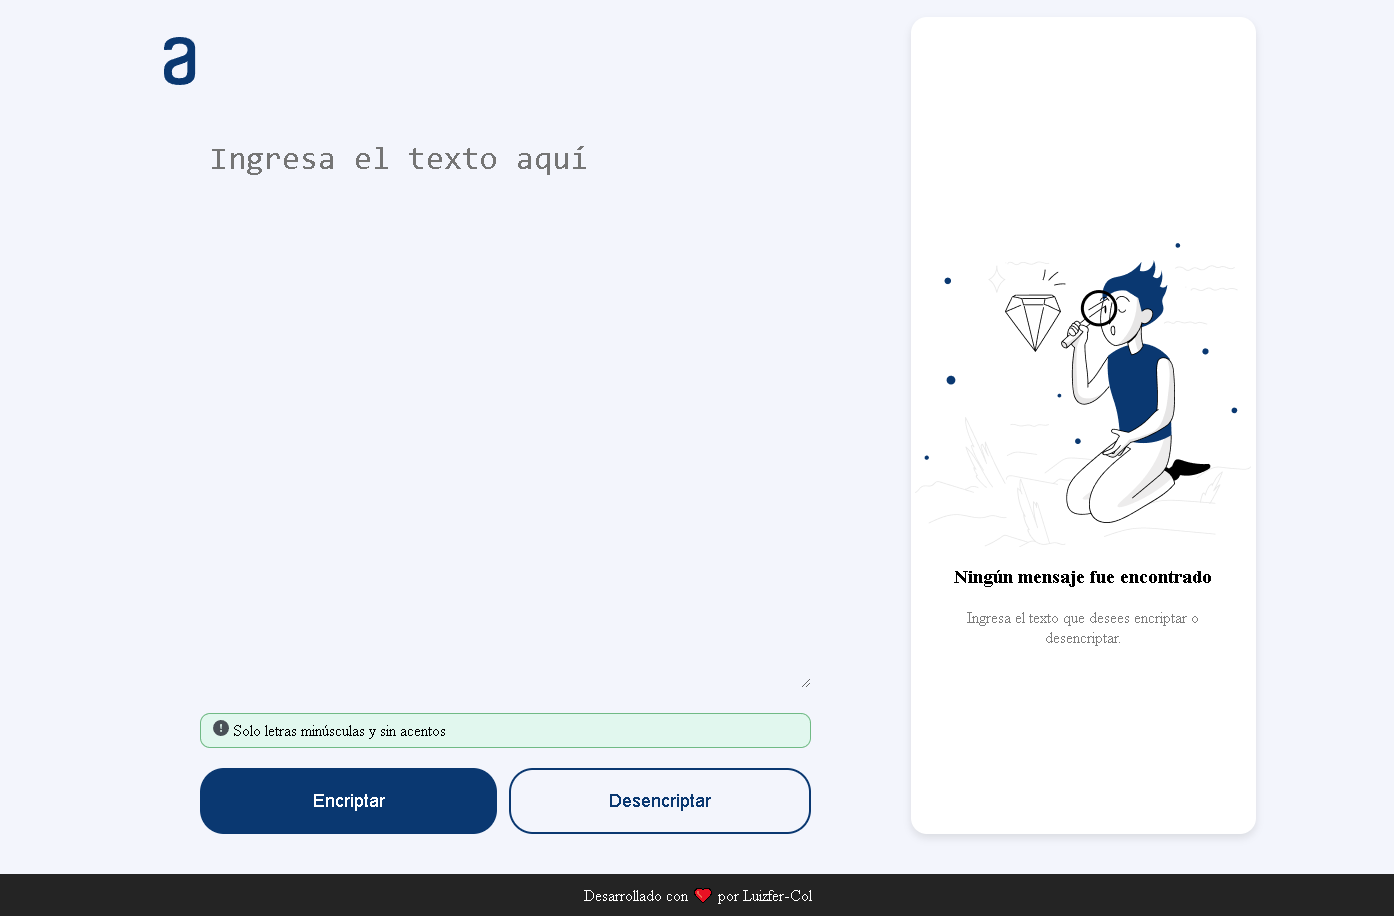 a
Ingresa el texto aquí
Solo letras minúsculas y sin acentos
Encriptar
Desencriptar
Ningún mensaje fue encontrado
Ingresa el texto que desees encriptar o
desencriptar.
Desarrollado con ❤️ por Luizfer-Col